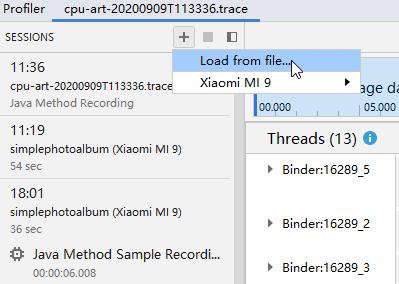 Profiler cpu-art-20200909T113336.trace
SESSIONS
Load from file...
Xiaomi MI 9
11:36
cpu-art-20200909T113336.trace
Java Method Recording
11:19
simplephotoalbum (Xiaomi MI 9)
54 sec
18:01
simplephotoalbum (Xiaomi MI 9)
36 sec
Java Method Sample Recordi...
00:00:06.008
age da
00.000 05.000
Threads (13)
Binder:16289_5
Binder:16289_2
Binder:16289_3